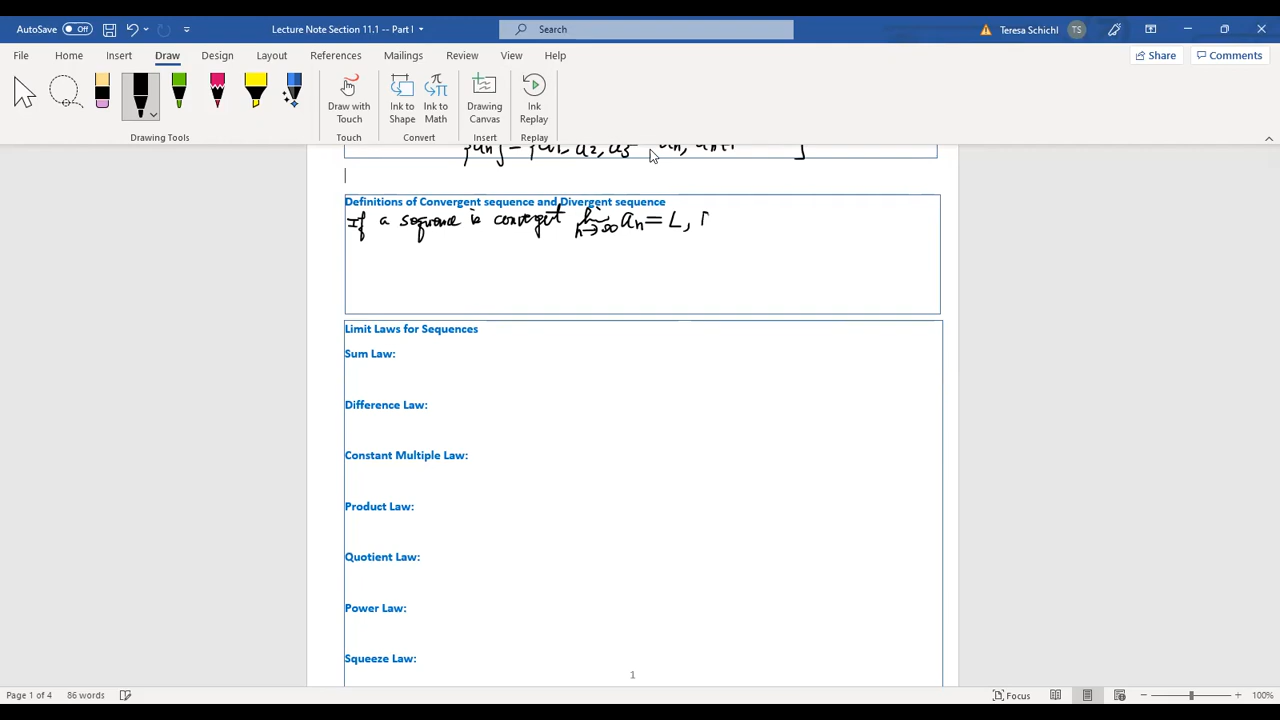 AutoSave Off Lecture Note Section 11.1 -- Part I Search Teresa Schichl TS
File Home Insert Draw Design Layout References Mailings Review View Help Share Comments
Draw with Touch Ink to Shape Ink to Math Drawing Canvas Ink Replay
Drawing Tools Touch Convert Insert Replay
Definitions of Convergent sequence and Divergent sequence
If a sequence is convergent lim n→∞ an = L,
Limit Laws for Sequences
Sum Law:
Difference Law:
Constant Multiple Law:
Product Law:
Quotient Law:
Power Law:
Squeeze Law:
1
Page 1 of 4 86 words Focus 100%